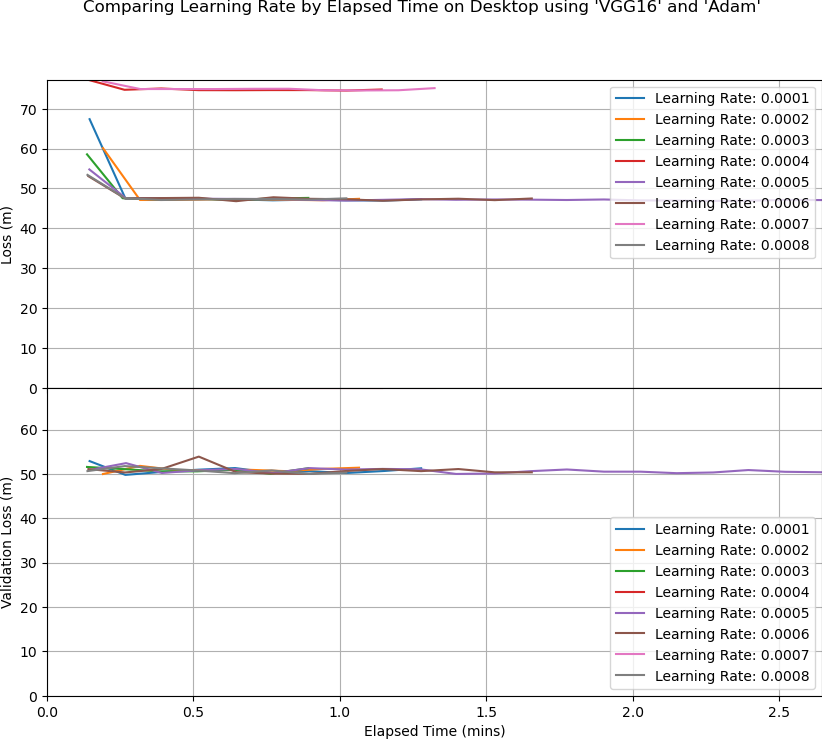 Comparing Learning Rate by Elapsed Time on Desktop using 'VGG16' and 'Adam'
70
60
50
40
30
20
10
0
Loss (m)
Learning Rate: 0.0001
Learning Rate: 0.0002
Learning Rate: 0.0003
Learning Rate: 0.0004
Learning Rate: 0.0005
Learning Rate: 0.0006
Learning Rate: 0.0007
Learning Rate: 0.0008
60
50
40
30
20
10
0
Validation Loss (m)
Learning Rate: 0.0001
Learning Rate: 0.0002
Learning Rate: 0.0003
Learning Rate: 0.0004
Learning Rate: 0.0005
Learning Rate: 0.0006
Learning Rate: 0.0007
Learning Rate: 0.0008
0.0 0.5 1.0 1.5 2.0 2.5
Elapsed Time (mins)